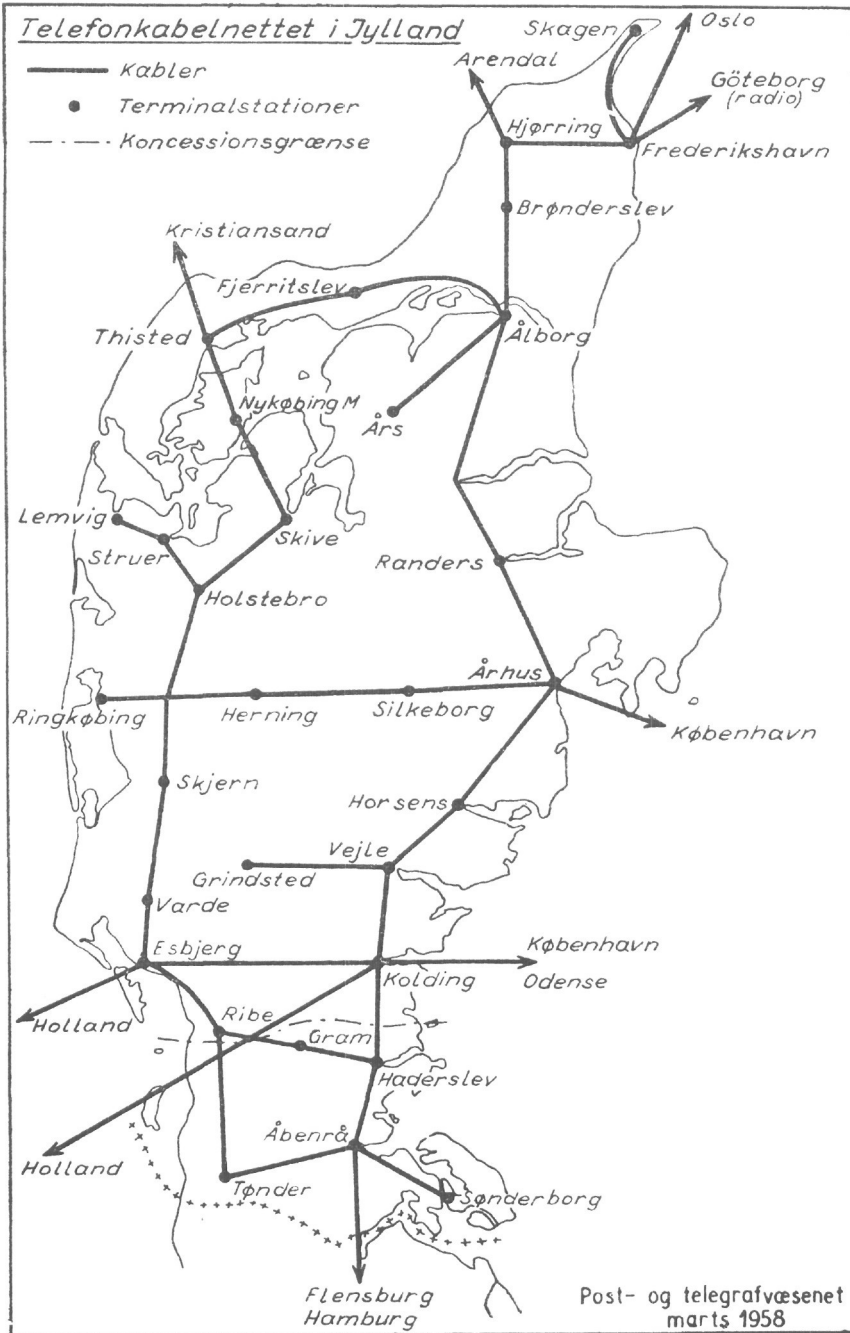 Telefonkabelnettet i Jylland
Kabler
Terminalstationer
Koncessionsgrænse
Skagen
Oslo
Arendal
Göteborg
(radio)
Hjørring
Frederikshavn
Brønderslev
Kristiansand
Fjerritslev
Thisted
Ålborg
Nykøbing M
Års
Lemvig
Struer
Skive
Randers
Holstebro
Århus
Ringkøbing
Herning
Silkeborg
København
Skjern
Horsens
Vejle
Grindsted
Varde
Esbjerg
København
Kolding
Odense
Holland
Ribe
Gram
Haderslev
Åbenrå
Holland
Tønder
Sønderborg
Flensburg
Hamburg
Post- og telegrafvæsenet
marts 1958